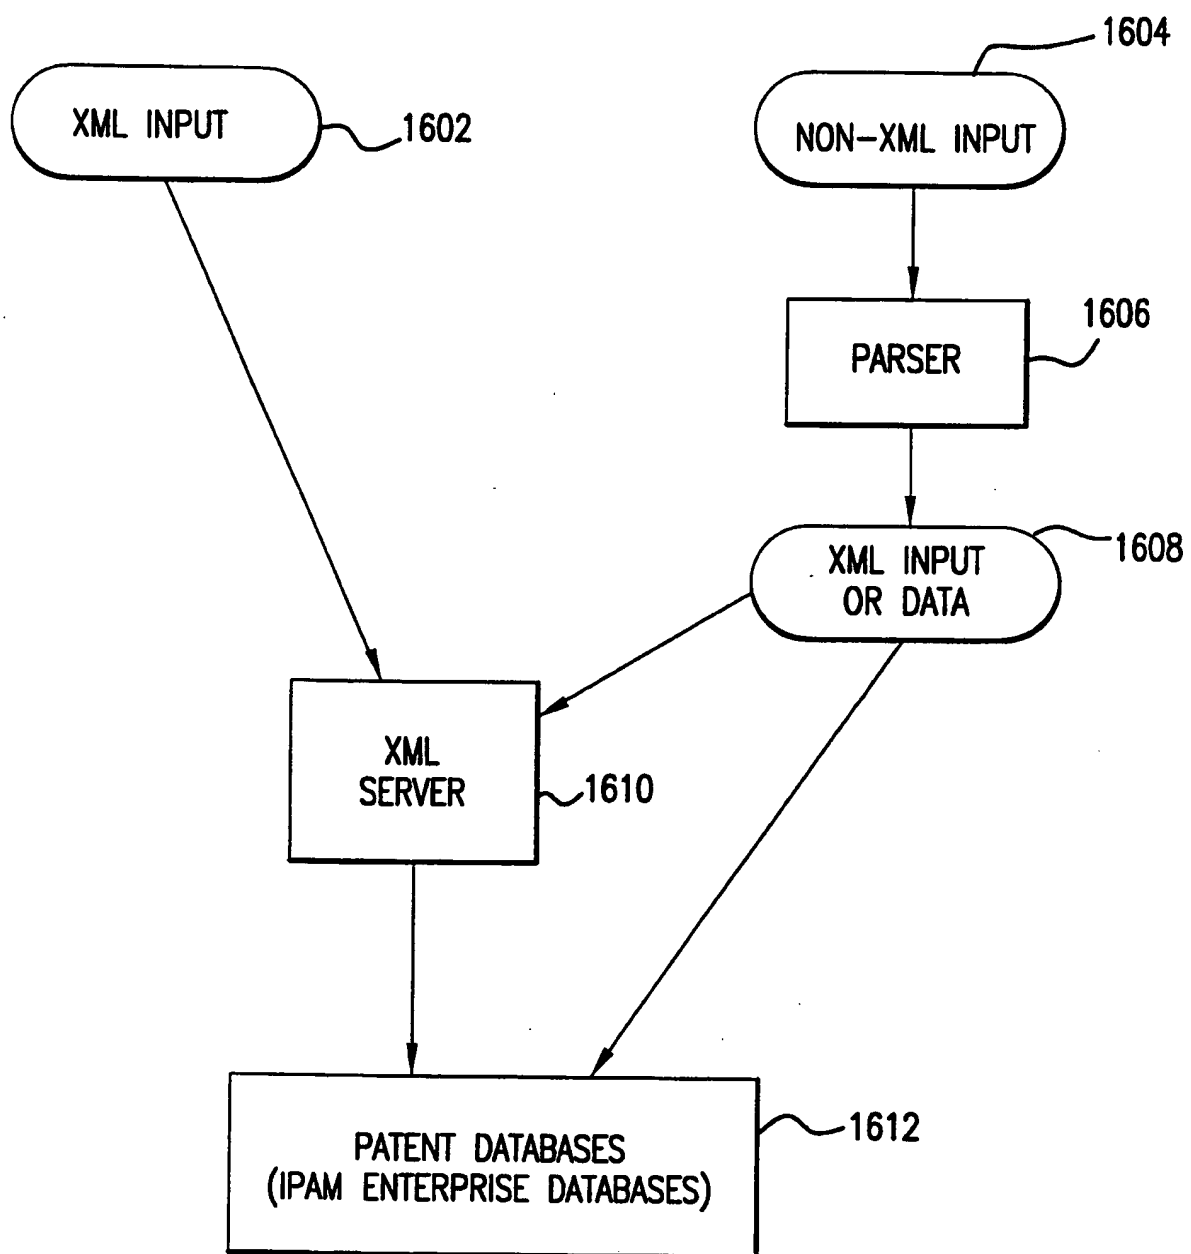 1604
XML INPUT
1602
NON-XML INPUT
1606
PARSER
1608
XML INPUT
OR DATA
XML
SERVER
1610
1612
PATENT DATABASES
(IPAM ENTERPRISE DATABASES)